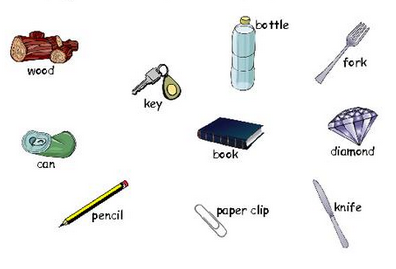 bottle
wood
fork
key
can
book
diamond
pencil
paper clip
knife